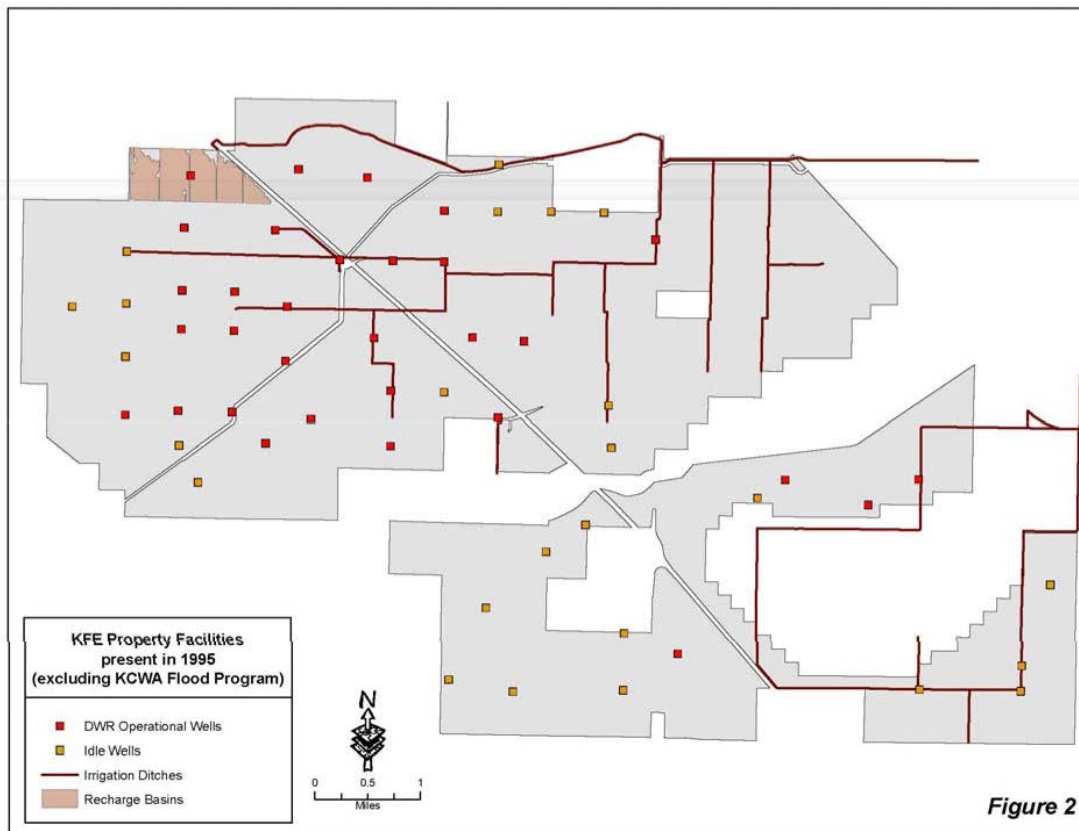 KFE Property Facilities
present in 1995
(excluding KCWA Flood Program)
DWR Operational Wells
Idle Wells
Irrigation Ditches
Recharge Basins
N
0 0.5 1
Miles
Figure 2